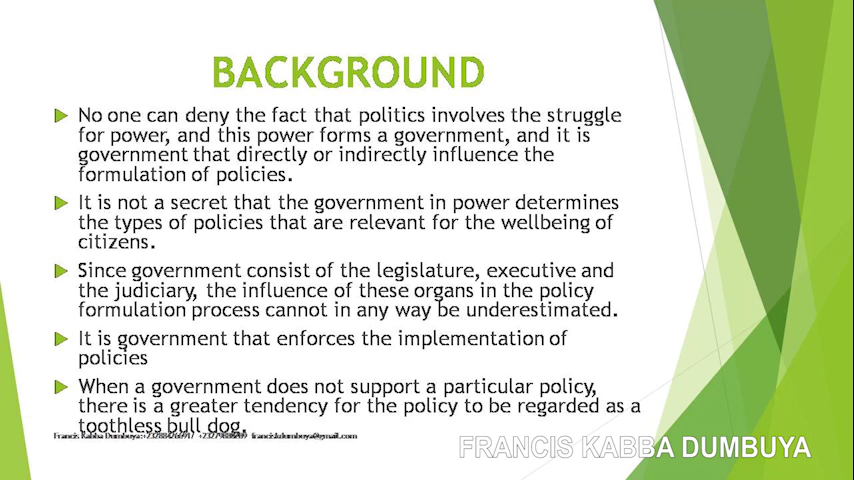 BACKGROUND
No one can deny the fact that politics involves the struggle
for power, and this power forms a government, and it is
government that directly or indirectly influence the
formulation of policies.
It is not a secret that the government in power determines
the types of policies that are relevant for the wellbeing of
citizens.
Since government consist of the legislature, executive and
the judiciary, the influence of these organs in the policy
formulation process cannot in any way be underestimated.
It is government that enforces the implementation of
policies
When a government does not support a particular policy,
there is a greater tendency for the policy to be regarded as a
toothless bull dog.
Francis Kabba Dumbuya:
FRANCIS KABBA DUMBUYA